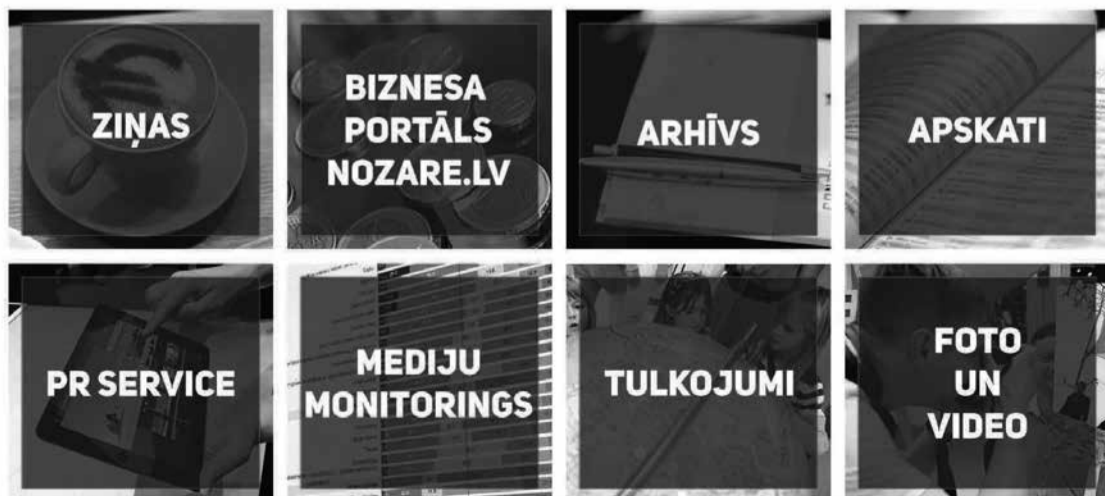 ZIŅAS
BIZNESA
PORTĀLS
NOZARE.LV
ARHĪVS
APSKATI
PR SERVICE
MEDIJU
MONITORINGS
TULKOJUMI
FOTO
UN
VIDEO